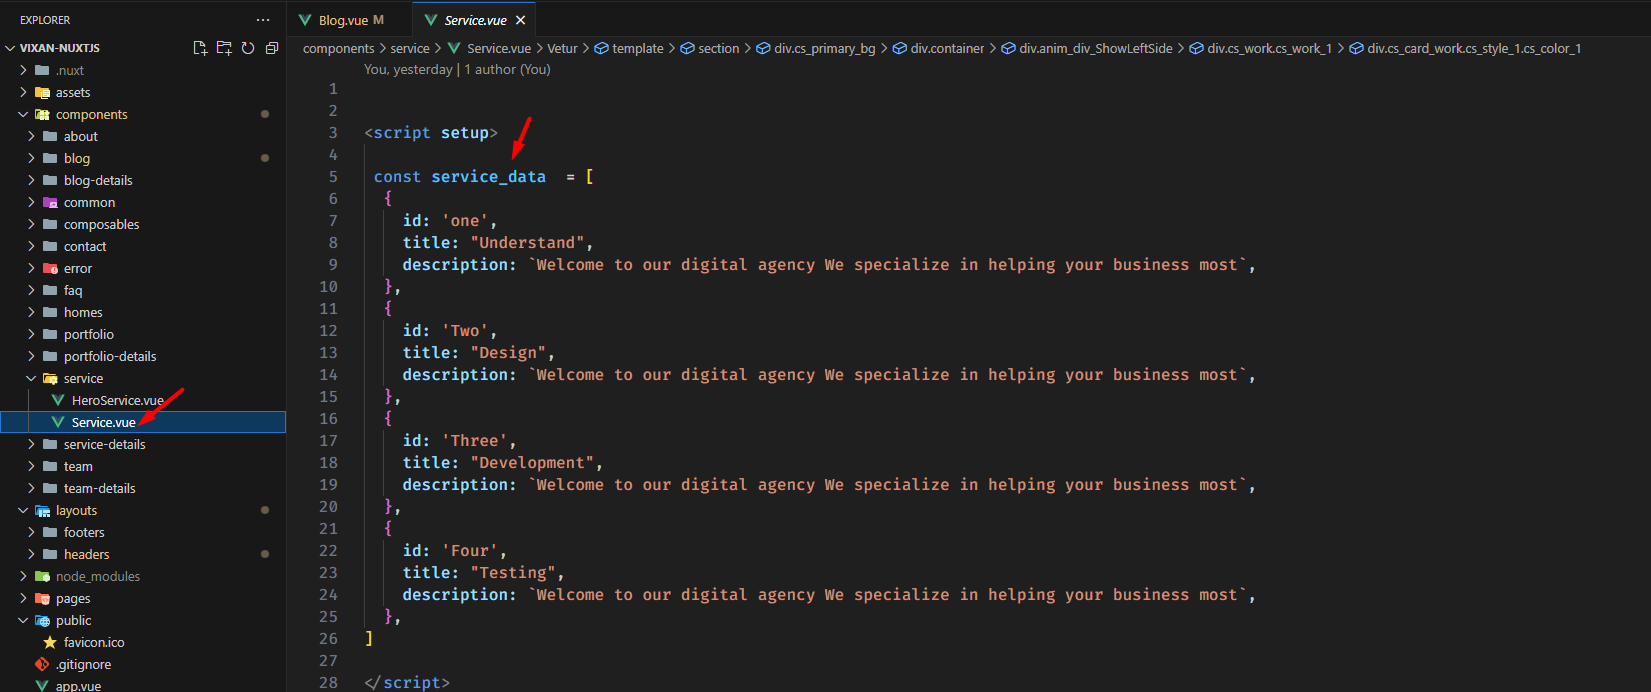 EXPLORER
VIXAN-NUXTJS
.nuxt
assets
components
about
blog
blog-details
common
composables
contact
error
faq
homes
portfolio
portfolio-details
service
HeroService.vue
Service.vue
service-details
team
team-details
layouts
footers
headers
node_modules
pages
public
favicon.ico
.gitignore
app.vue
Blog.vue M
Service.vue
components > service > Service.vue > Vetur > template > section > div.cs_primary_bg > div.container > div.anim_div_ShowLeftSide > div.cs_work.cs_work_1 > div.cs_card_work.cs_style_1.cs_color_1
You, yesterday | 1 author (You)
1
2
3 <script setup>
4
5 const service_data = [
6 {
7 id: 'one',
8 title: "Understand",
9 description: `Welcome to our digital agency We specialize in helping your business most`,
10 },
11 {
12 id: 'Two',
13 title: "Design",
14 description: `Welcome to our digital agency We specialize in helping your business most`,
15 },
16 {
17 id: 'Three',
18 title: "Development",
19 description: `Welcome to our digital agency We specialize in helping your business most`,
20 },
21 {
22 id: 'Four',
23 title: "Testing",
24 description: `Welcome to our digital agency We specialize in helping your business most`,
25 },
26 ]
27
28 </script>